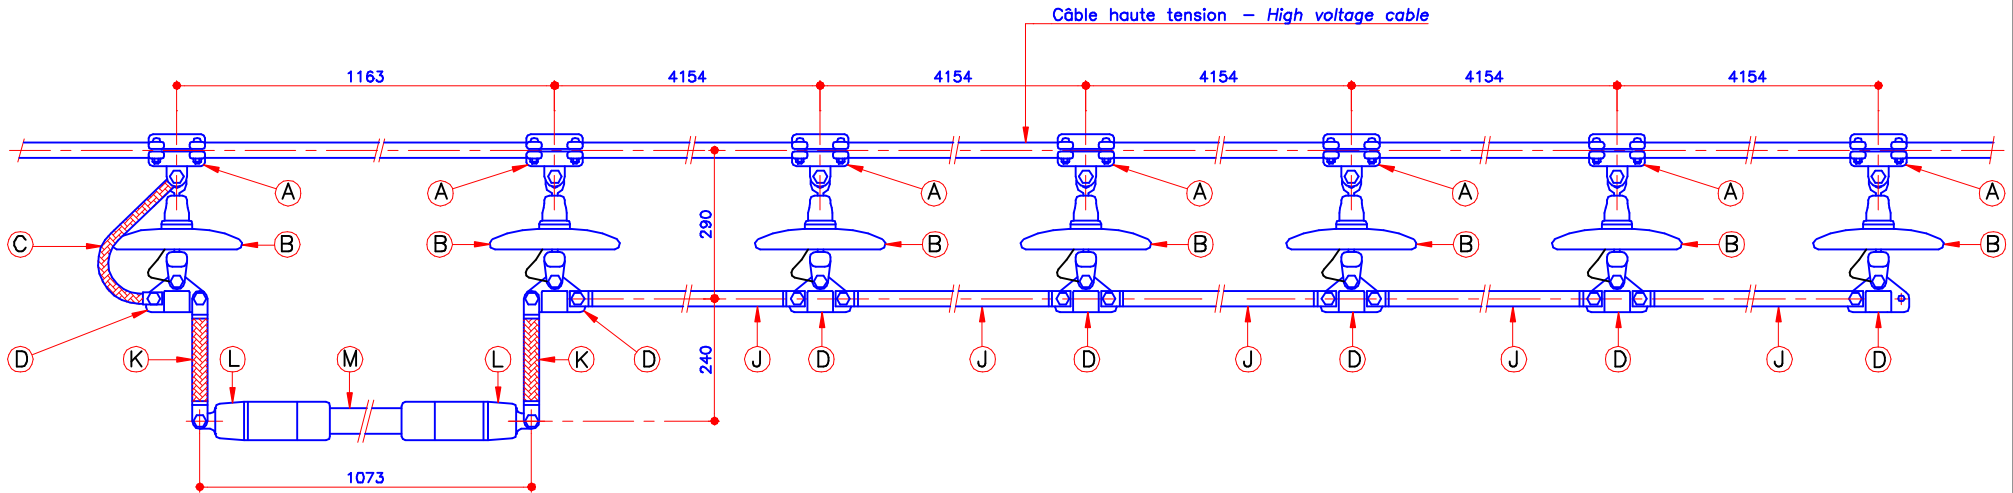 Câble haute tension – High voltage cable
1163 4154 4154 4154 4154 4154
A A A A A A A
290
C B B B B B B B
D K L M L K D 240 J D J D J D J D J D
1073